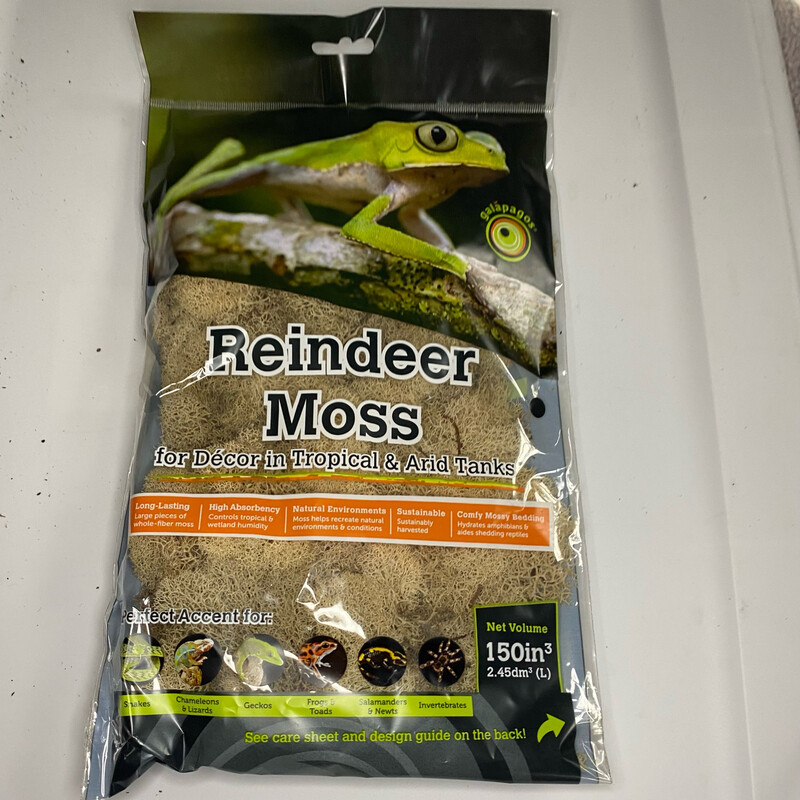 galápagos
Reindeer
Moss
for Décor in Tropical & Arid Tanks
Long-Lasting
Large pieces of
whole-fiber moss
High Absorbency
Controls tropical &
wetland humidity
Natural Environments
Moss helps recreate natural
environments & conditions
Sustainable
Sustainably
harvested
Comfy Mossy Bedding
Hydrates amphibians &
aides shedding reptiles
Perfect Accent for:
Snakes
Chameleons
& Lizards
Geckos
Frogs &
Toads
Salamanders
& Newts
Invertebrates
Net Volume
150in³
2.45dm³ (L)
See care sheet and design guide on the back!